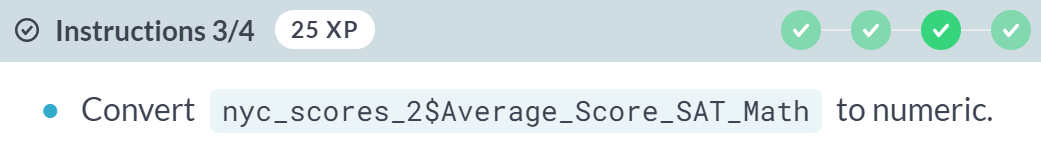 Instructions 3/4 25 XP
Convert nyc_scores_2$Average_Score_SAT_Math to numeric.